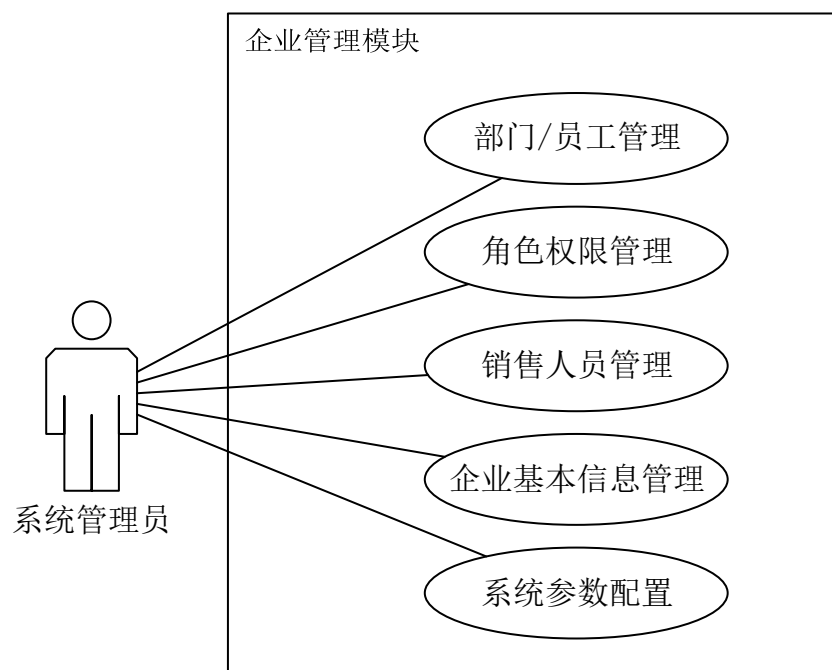 企业管理模块
部门/员工管理
角色权限管理
销售人员管理
企业基本信息管理
系统管理员
系统参数配置